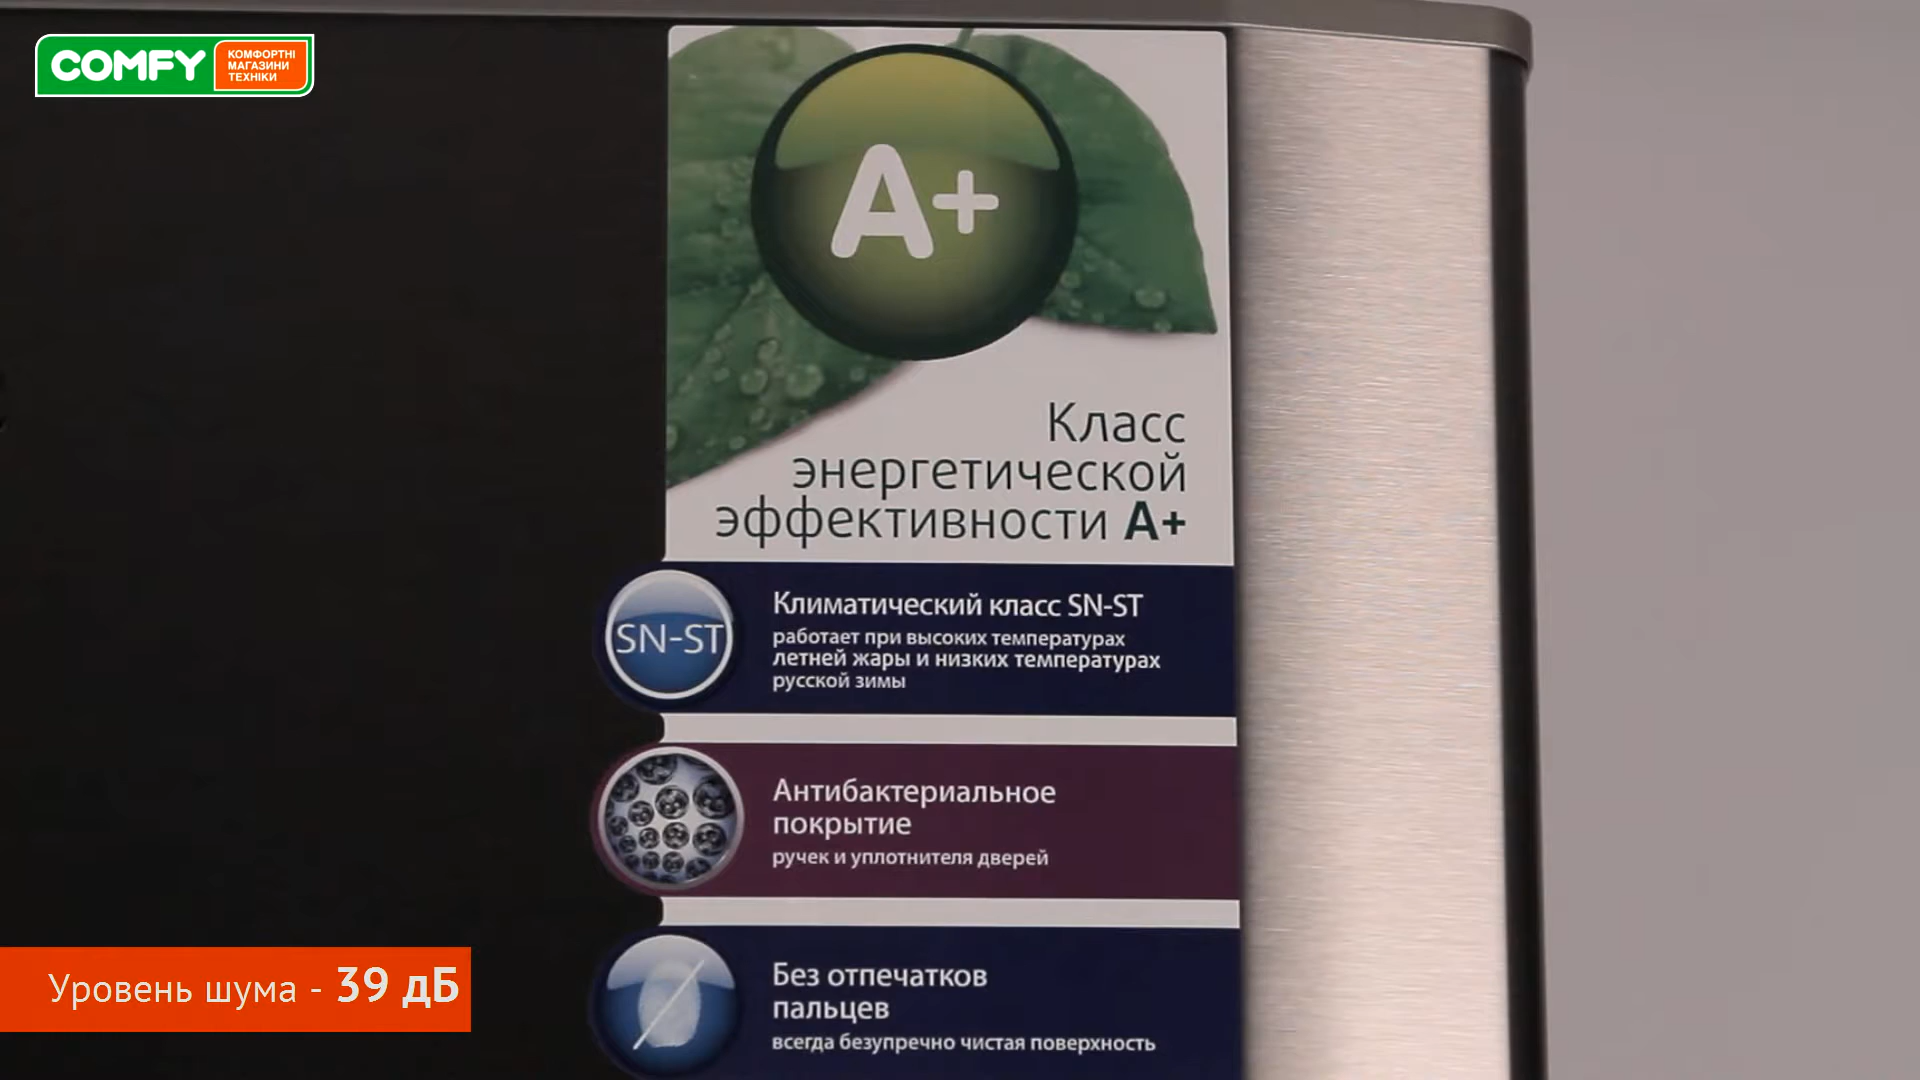 COMFY
КОМФОРТНІ
МАГАЗИНИ
ТЕХНІКИ
A+
Класс
энергетической
эффективности A+
SN-ST
Климатический класс SN-ST
работает при высоких температурах
летней жары и низких температурах
русской зимы
Антибактериальное
покрытие
ручек и уплотнителя дверей
Без отпечатков
пальцев
всегда безупречно чистая поверхность
Уровень шума - 39 дБ